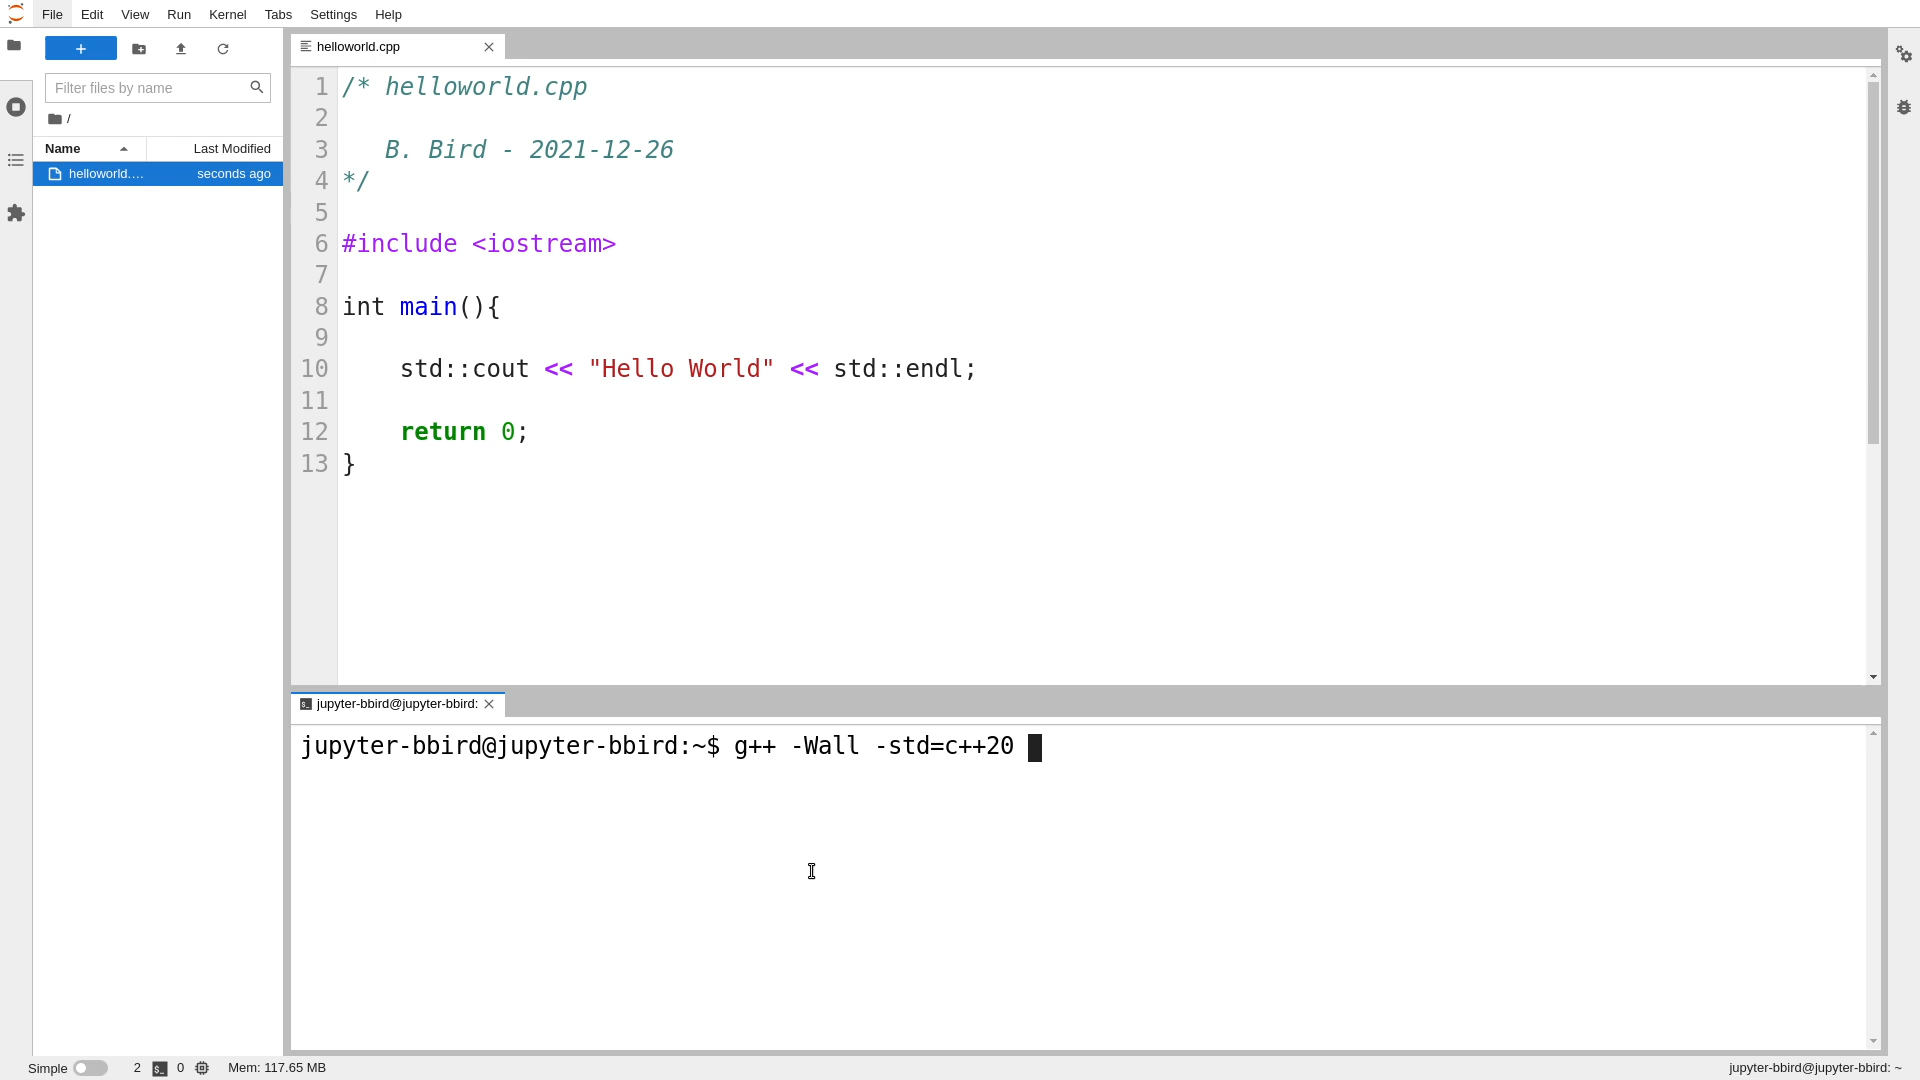 File Edit View Run Kernel Tabs Settings Help
Filter files by name
/
Name Last Modified
helloworld.… seconds ago
helloworld.cpp
1 /* helloworld.cpp
2
3    B. Bird - 2021-12-26
4 */
5
6 #include <iostream>
7
8 int main(){
9
10     std::cout << "Hello World" << std::endl;
11
12     return 0;
13 }
jupyter-bbird@jupyter-bbird:
jupyter-bbird@jupyter-bbird:~$ g++ -Wall -std=c++20
Simple 2 $_ 0 Mem: 117.65 MB jupyter-bbird@jupyter-bbird: ~